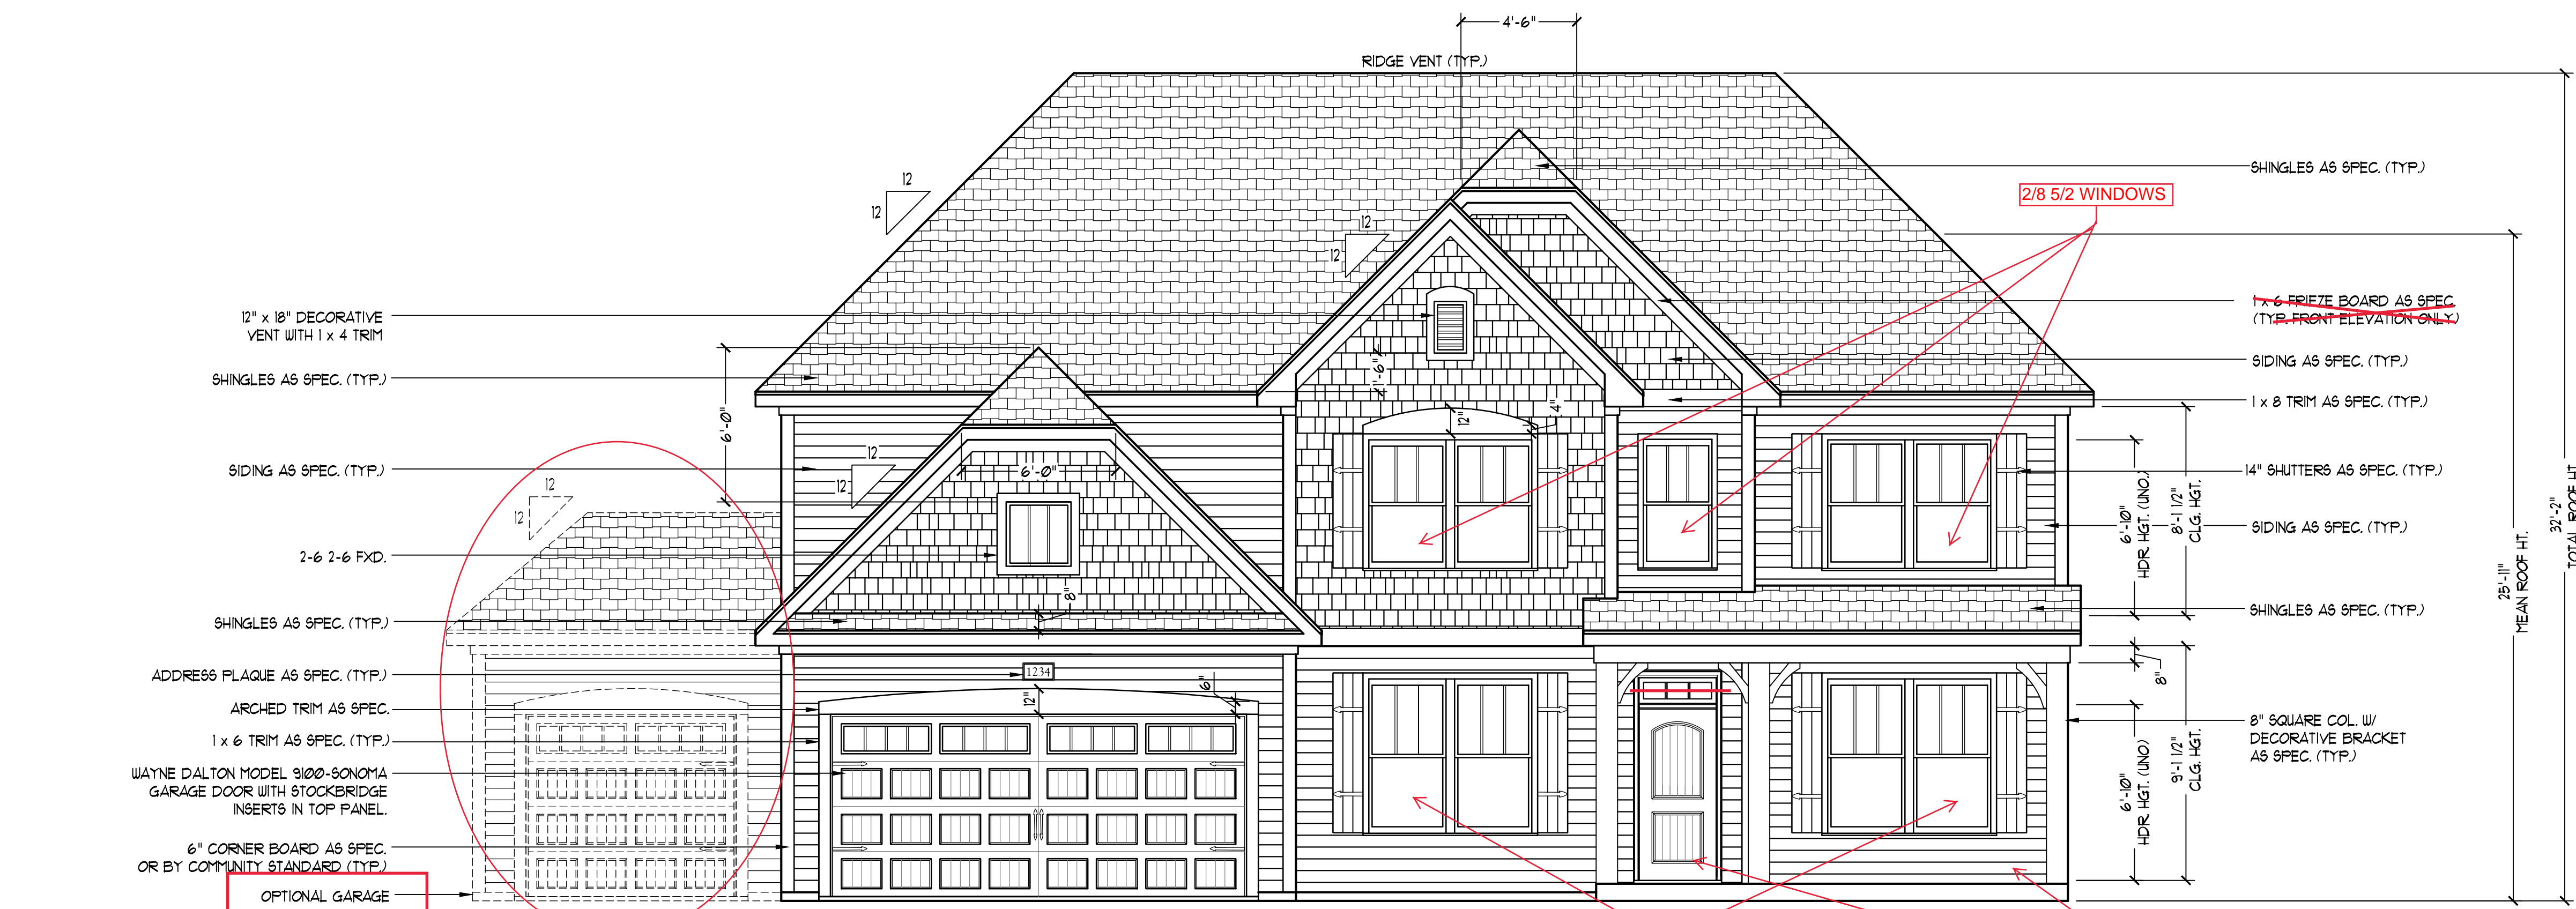 4'-6"
RIDGE VENT (TYP.)
12
12
12
12
SHINGLES AS SPEC. (TYP.)
2/8 5/2 WINDOWS
1 x 6 FRIEZE BOARD AS SPEC.
(TYP. FRONT ELEVATION ONLY)
SIDING AS SPEC. (TYP.)
1 x 8 TRIM AS SPEC. (TYP.)
14" SHUTTERS AS SPEC. (TYP.)
SIDING AS SPEC. (TYP.)
SHINGLES AS SPEC. (TYP.)
8" SQUARE COL. W/
DECORATIVE BRACKET
AS SPEC. (TYP.)
12" x 18" DECORATIVE
VENT WITH 1 x 4 TRIM
SHINGLES AS SPEC. (TYP.)
SIDING AS SPEC. (TYP.)
2-6 2-6 FXD.
SHINGLES AS SPEC. (TYP.)
ADDRESS PLAQUE AS SPEC. (TYP.)
ARCHED TRIM AS SPEC.
1 x 6 TRIM AS SPEC. (TYP.)
WAYNE DALTON MODEL 9100-SONOMA
GARAGE DOOR WITH STOCKBRIDGE
INSERTS IN TOP PANEL.
6" CORNER BOARD AS SPEC.
OR BY COMMUNITY STANDARD (TYP.)
OPTIONAL GARAGE
6'-0"
12
12
12
12
6'-0"
8"
12"
4"
1234
12"
6"
6'-10"
HDR. HGT. (UNO.)
8'-1 1/2"
CLG. HGT.
8"
6'-10"
HDR. HGT. (UNO)
9'-1 1/2"
CLG. HGT.
25'-11"
MEAN ROOF HT.
32'-2"
TOTAL ROOF HT.